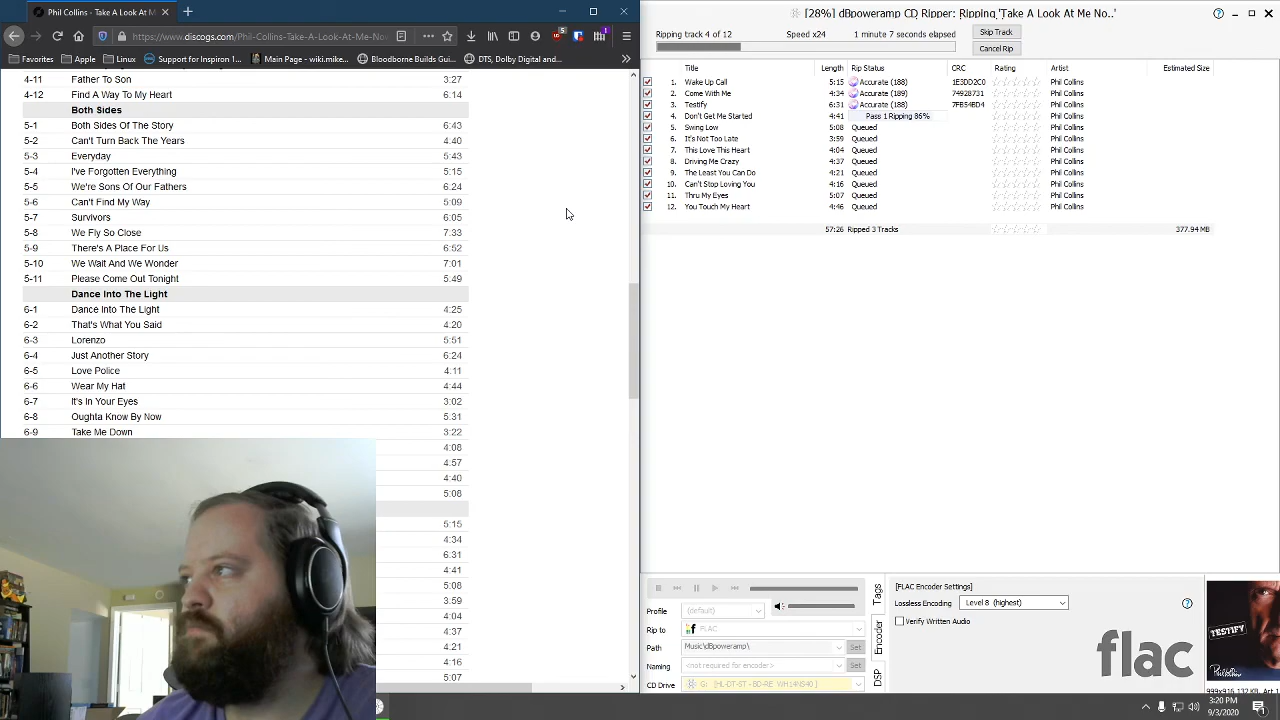 Phil Collins - Take A Look At M
https://www.discogs.com/Phil-Collins-Take-A-Look-At-Me-Now
Favorites Apple Linux Support for Inspiron 1... Main Page - wiki.mike... Bloodborne Builds Gui... DTS, Dolby Digital and...
4-11 Father To Son 3:27
4-12 Find A Way To My Heart 6.14
Both Sides
5-1 Both Sides Of The Story 6:43
5-2 Can't Turn Back The Years 4:40
5-3 Everyday 5:43
5-4 I've Forgotten Everything 5:15
5-5 We're Sons Of Our Fathers 6:24
5-6 Can't Find My Way 5:09
5-7 Survivors 6:05
5-8 We Fly So Close 7:33
5-9 There's A Place For Us 6:52
5-10 We Wait And We Wonder 7:01
5-11 Please Come Out Tonight 5:49
Dance Into The Light
6-1 Dance Into The Light 4:25
6-2 That's What You Said 4:20
6-3 Lorenzo 5:51
6-4 Just Another Story 6:24
6-5 Love Police 4.11
6-6 Wear My Hat 4:44
6-7 It's In Your Eyes 3:02
6-8 Oughta Know By Now 5.31
6-9 Take Me Down 3:22
4:08
4:57
4:40
5:08
5:15
4:34
6:31
4:41
5:08
3:59
4:04
4:37
4.21
4:16
5:07
[28%] dBpoweramp CD Ripper: Ripping 'Take A Look At Me No..'
Ripping track 4 of 12 Speed x24 1 minute 7 seconds elapsed Skip Track
Cancel Rip
Title Length Rip Status CRC Rating Artist Estimated Size
1. Wake Up Call 5:15 Accurate (188) 1E3DD2C0 Phil Collins
2. Come With Me 4:34 Accurate (189) 74928731 Phil Collins
3. Testify 6:31 Accurate (188) 7FB54BD4 Phil Collins
4. Don't Get Me Started 4:41 Pass 1 Ripping 86% Phil Collins
5. Swing Low 5:08 Queued Phil Collins
6. It's Not Too Late 3:59 Queued Phil Collins
7. This Love This Heart 4:04 Queued Phil Collins
8. Driving Me Crazy 4:37 Queued Phil Collins
9. The Least You Can Do 4:21 Queued Phil Collins
10. Can't Stop Loving You 4:16 Queued Phil Collins
11. Thru My Eyes 5:07 Queued Phil Collins
12. You Touch My Heart 4:46 Queued Phil Collins
57:26 Ripped 3 Tracks 377.94 MB
Profile (default)
Rip to FLAC
Path Music\dBpoweramp\ Set
Naming <not required for encoder> Set
CD Drive G: [HL-DT-ST - BD-RE WH14NS40 ]
Tags
Encoder
DSP
[FLAC Encoder Settings]
Lossless Encoding Level 8 (highest)
Verify Written Audio
flac
TESTIFY
3:20 PM
9/3/2020